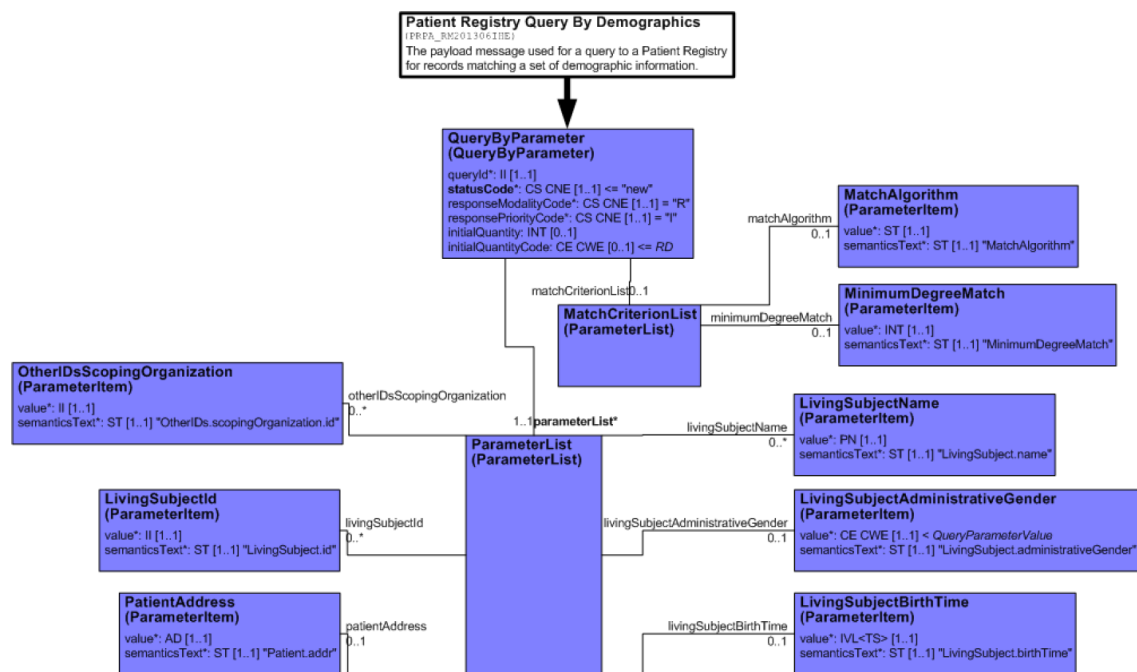 Patient Registry Query By Demographics
(PRPA_RM201306IHE)
The payload message used for a query to a Patient Registry
for records matching a set of demographic information.
QueryByParameter
(QueryByParameter)
queryId*: II [1..1]
statusCode*: CS CNE [1..1] <= "new"
responseModalityCode*: CS CNE [1..1] = "R"
responsePriorityCode*: CS CNE [1..1] = "I"
initialQuantity: INT [0..1]
initialQuantityCode: CE CWE [0..1] <= RD
matchAlgorithm
0..1
MatchAlgorithm
(ParameterItem)
value*: ST [1..1]
semanticsText*: ST [1..1] "MatchAlgorithm"
matchCriterionList0..1
MatchCriterionList
(ParameterList)
minimumDegreeMatch
0..1
MinimumDegreeMatch
(ParameterItem)
value*: INT [1..1]
semanticsText*: ST [1..1] "MinimumDegreeMatch"
OtherIDsScopingOrganization
(ParameterItem)
value*: II [1..1]
semanticsText*: ST [1..1] "OtherIDs.scopingOrganization.id"
otherIDsScopingOrganization
0..*
1..1parameterList*
ParameterList
(ParameterList)
livingSubjectName
0..*
LivingSubjectName
(ParameterItem)
value*: PN [1..1]
semanticsText*: ST [1..1] "LivingSubject.name"
LivingSubjectId
(ParameterItem)
value*: II [1..1]
semanticsText*: ST [1..1] "LivingSubject.id"
livingSubjectId
0..*
livingSubjectAdministrativeGender
0..1
LivingSubjectAdministrativeGender
(ParameterItem)
value*: CE CWE [1..1] < QueryParameterValue
semanticsText*: ST [1..1] "LivingSubject.administrativeGender"
PatientAddress
(ParameterItem)
value*: AD [1..1]
semanticsText*: ST [1..1] "Patient.addr"
patientAddress
0..1
livingSubjectBirthTime
0..1
LivingSubjectBirthTime
(ParameterItem)
value*: IVL<TS> [1..1]
semanticsText*: ST [1..1] "LivingSubject.birthTime"